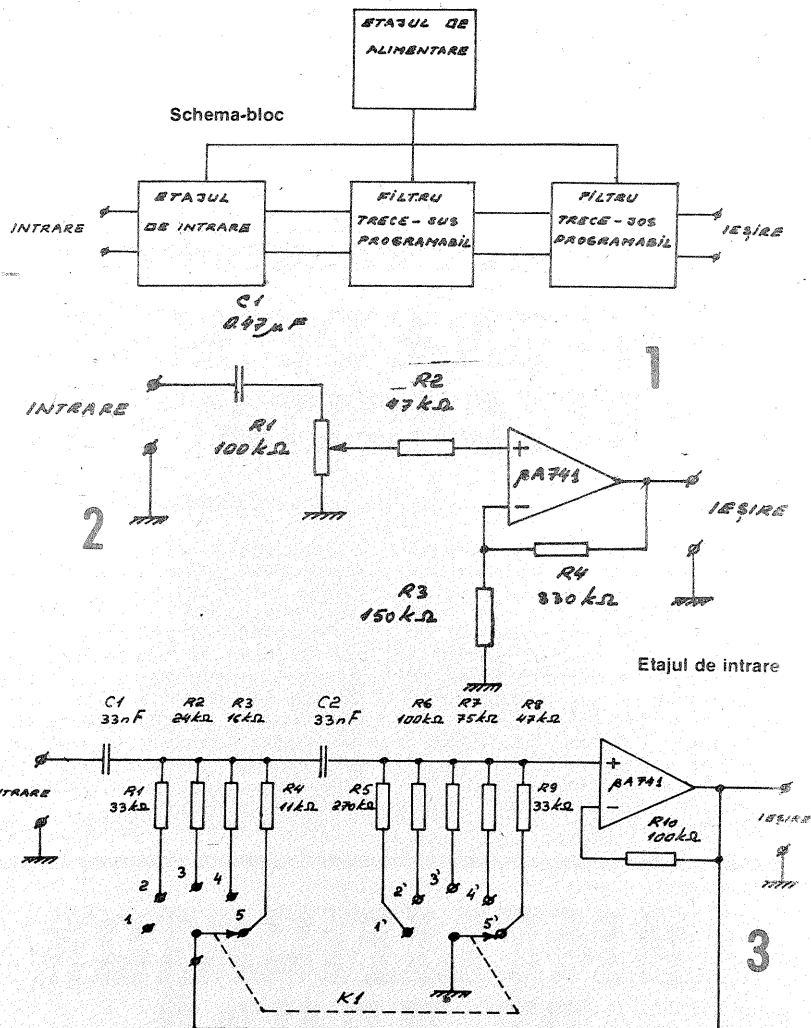 ETAJUL DE
ALIMENTARE
Schema-bloc
INTRARE
ETAJUL
DE INTRARE
FILTRU
TRECE-SUS
PROGRAMABIL
FILTRU
TRECE-JOS
PROGRAMABIL
IEȘIRE
1
C1
0.47µF
INTRARE
R1
100kΩ
R2
47kΩ
+
βA741
−
IEȘIRE
R4
330kΩ
R3
150kΩ
2
Etajul de intrare
C1
33nF
R2
24kΩ
R3
16kΩ
C2
33nF
R6
100kΩ
R7
75kΩ
R8
47kΩ
NTRARE
R1
33kΩ
R4
11kΩ
R5
270kΩ
R9
33kΩ
+
βA741
−
R10
100kΩ
IEȘIRE
1
2
3
4
5
1'
2'
3'
4'
5'
K1
3